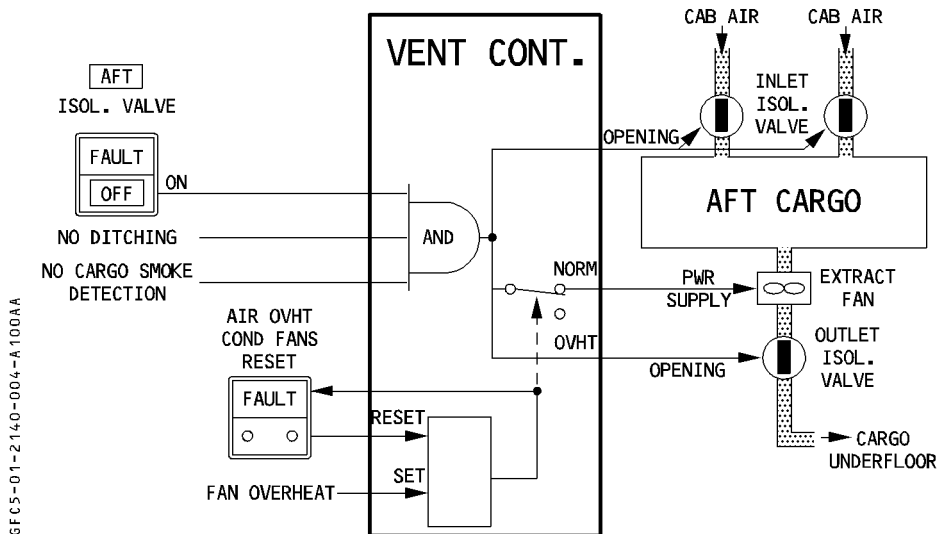 CAB AIR
CAB AIR
VENT CONT.
AFT
ISOL. VALVE
INLET
ISOL.
VALVE
OPENING
FAULT
OFF
ON
AFT CARGO
AND
NO DITCHING
NO CARGO SMOKE
DETECTION
NORM
OVHT
PWR
SUPPLY
EXTRACT
FAN
AIR OVHT
COND FANS
RESET
OUTLET
ISOL.
VALVE
OPENING
FAULT
RESET
SET
FAN OVERHEAT
CARGO
UNDERFLOOR
GFC5-01-2140-004-A100AA